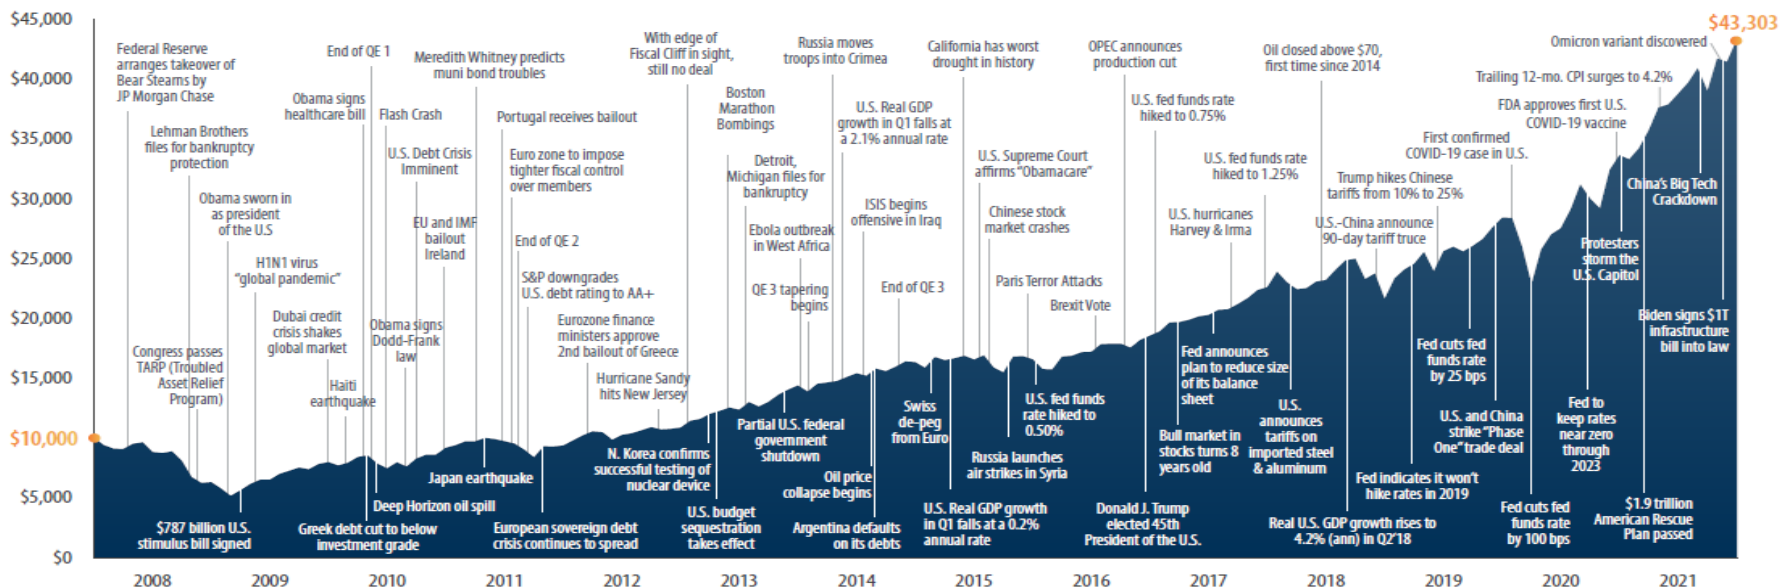 $45,000
$40,000
$35,000
$30,000
$25,000
$20,000
$15,000
$10,000
$5,000
$0
Federal Reserve
arranges takeover of
Bear Stearns by
JP Morgan Chase
Lehman Brothers
files for bankruptcy
protection
Obama sworn in
as president
of the U.S
H1N1 virus
"global pandemic"
Dubai credit
crisis shakes
global market
Congress passes
TARP (Troubled
Asset Relief
Program)
Haiti
earthquake
$787 billion U.S.
stimulus bill signed
End of QE 1
Obama signs
healthcare bill
Flash Crash
U.S. Debt Crisis
Imminent
EU and IMF
bailout
Ireland
Obama signs
Dodd-Frank
law
Greek debt cut to below
investment grade
Deep Horizon oil spill
Japan earthquake
Meredith Whitney predicts
muni bond troubles
Portugal receives bailout
Euro zone to impose
tighter fiscal control
over members
End of QE 2
S&P downgrades
U.S. debt rating to AA+
Eurozone finance
ministers approve
2nd bailout of Greece
Hurricane Sandy
hits New Jersey
European sovereign debt
crisis continues to spread
With edge of
Fiscal Cliff in sight,
still no deal
Boston
Marathon
Bombings
Detroit,
Michigan files for
bankruptcy
Ebola outbreak
in West Africa
QE 3 tapering
begins
N. Korea confirms
successful testing of
nuclear device
U.S. budget
sequestration
takes effect
Partial U.S. federal
government
shutdown
Oil price
collapse begins
Argentina defaults
on its debts
Russia moves
troops into Crimea
U.S. Real GDP
growth in Q1 falls at
a 2.1% annual rate
ISIS begins
offensive in Iraq
End of QE 3
Swiss
de-peg
from Euro
U.S. Real GDP growth
in Q1 falls at a 0.2%
annual rate
California has worst
drought in history
U.S. Supreme Court
affirms "Obamacare"
Chinese stock
market crashes
Paris Terror Attacks
Brexit Vote
Russia launches
air strikes in Syria
U.S. fed funds
rate hiked to
0.50%
OPEC announces
production cut
U.S. fed funds rate
hiked to 0.75%
Donald J. Trump
elected 45th
President of the U.S.
Bull market in
stocks turns 8
years old
Fed announces
plan to reduce size
of its balance
sheet
U.S. hurricanes
Harvey & Irma
U.S. fed funds rate
hiked to 1.25%
Oil closed above $70,
first time since 2014
U.S.
announces
tariffs on
imported steel
& aluminum
Real U.S. GDP growth rises to
4.2% (ann) in Q2'18
U.S.-China announce
90-day tariff truce
Trump hikes Chinese
tariffs from 10% to 25%
First confirmed
COVID-19 case in U.S.
Fed indicates it won't
hike rates in 2019
Fed cuts fed
funds rate
by 25 bps
U.S. and China
strike "Phase
One" trade deal
Fed cuts fed
funds rate
by 100 bps
Fed to
keep rates
near zero
through
2023
FDA approves first U.S.
COVID-19 vaccine
Trailing 12-mo. CPI surges to 4.2%
Omicron variant discovered
$43,303
Protesters
storm the
U.S. Capitol
$1.9 trillion
American Rescue
Plan passed
China's Big Tech
Crackdown
Biden signs $1T
infrastructure
bill into law
2008
2009
2010
2011
2012
2013
2014
2015
2016
2017
2018
2019
2020
2021